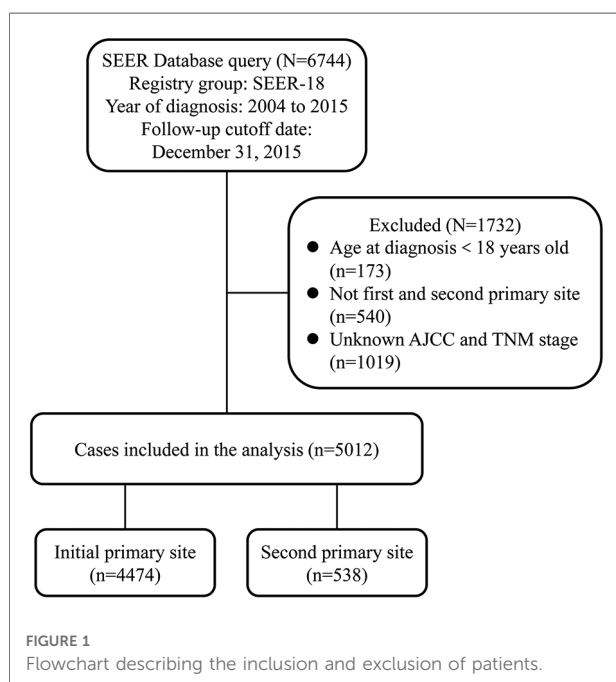 SEER Database query (N=6744)
Registry group: SEER-18
Year of diagnosis: 2004 to 2015
Follow-up cutoff date:
December 31, 2015
Excluded (N=1732)
● Age at diagnosis < 18 years old
(n=173)
● Not first and second primary site
(n=540)
● Unknown AJCC and TNM stage
(n=1019)
Cases included in the analysis (n=5012)
Initial primary site
(n=4474)
Second primary site
(n=538)
FIGURE 1
Flowchart describing the inclusion and exclusion of patients.